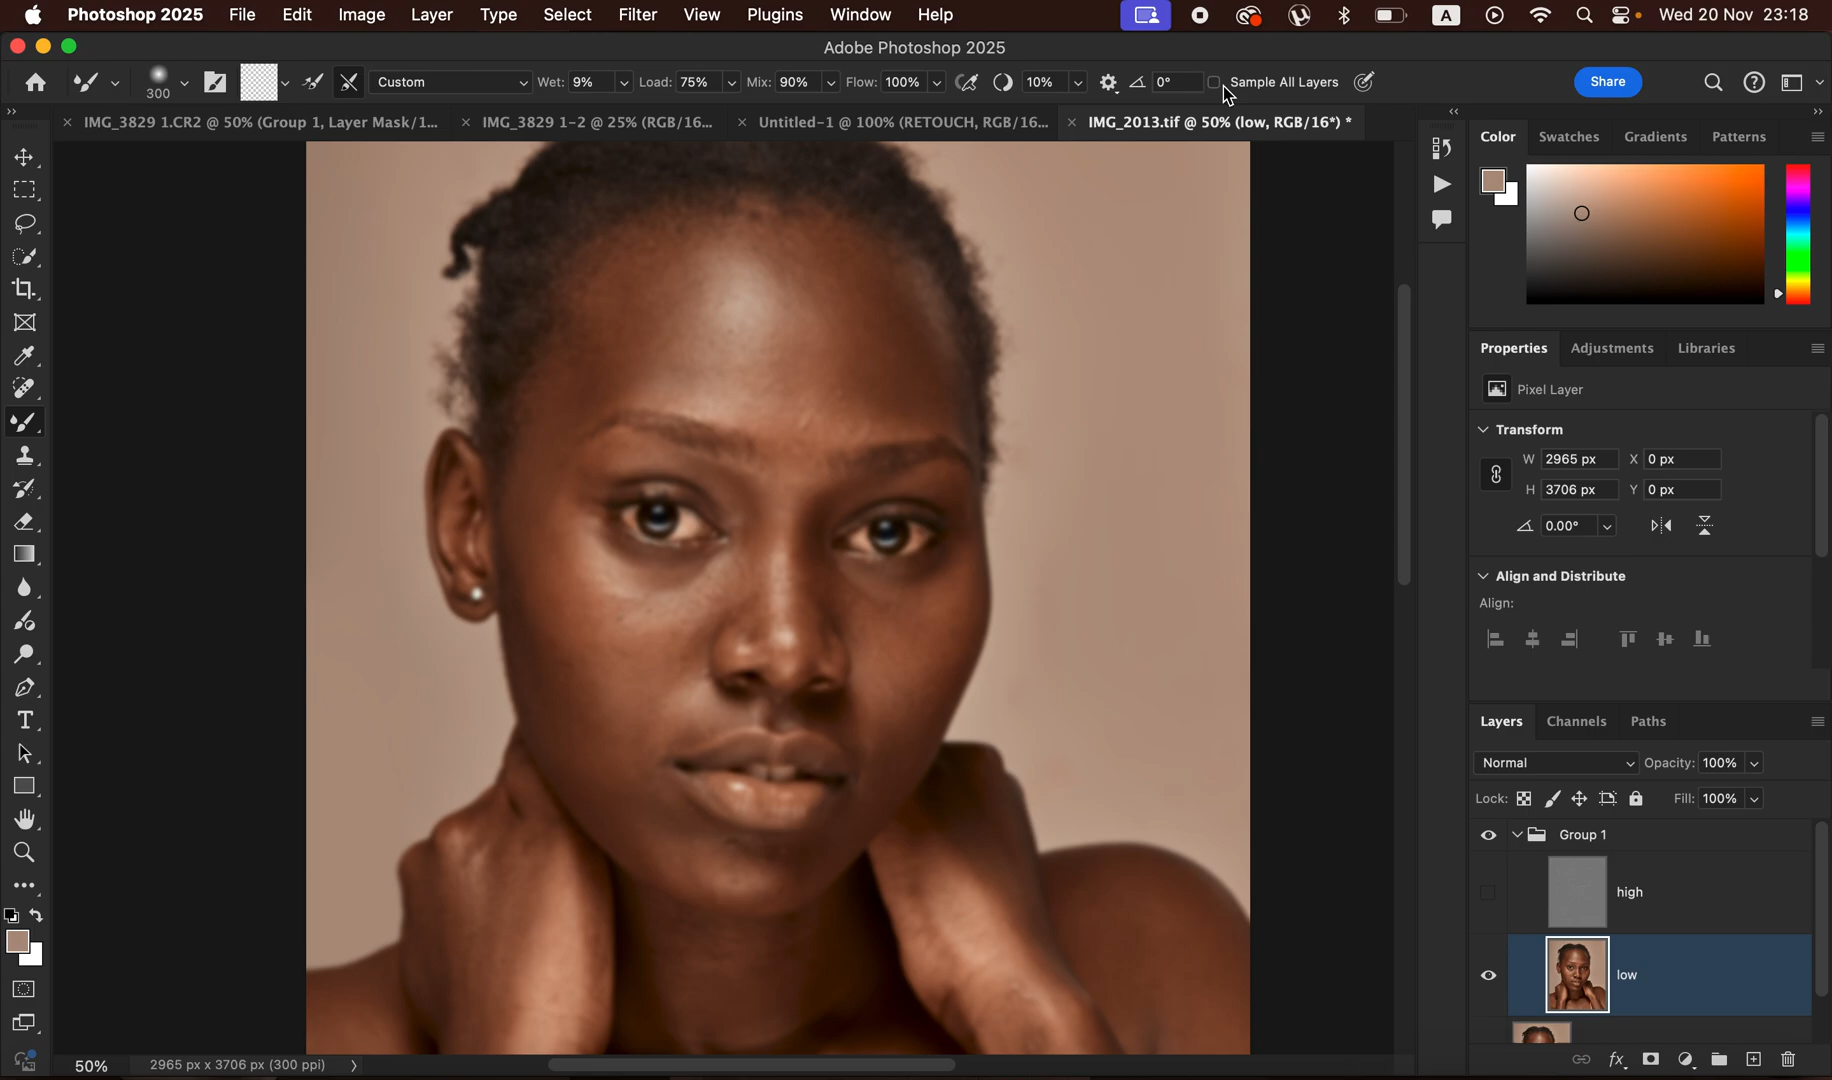 Photoshop 2025 File Edit Image Layer Type Select Filter View Plugins Window Help A Wed 20 Nov 23:18
Adobe Photoshop 2025
300 Custom Wet: 9% Load: 75% Mix: 90% Flow: 100% 10% 0° Sample All Layers Share
× IMG_3829 1.CR2 @ 50% (Group 1, Layer Mask/1... × IMG_3829 1-2 @ 25% (RGB/16... × Untitled-1 @ 100% (RETOUCH, RGB/16... × IMG_2013.tif @ 50% (low, RGB/16*) *
Color Swatches Gradients Patterns
Properties Adjustments Libraries
Pixel Layer
Transform
W 2965 px X 0 px
H 3706 px Y 0 px
0.00°
Align and Distribute
Align:
Layers Channels Paths
Normal Opacity: 100%
Lock: Fill: 100%
Group 1
high
low
50% 2965 px x 3706 px (300 ppi)